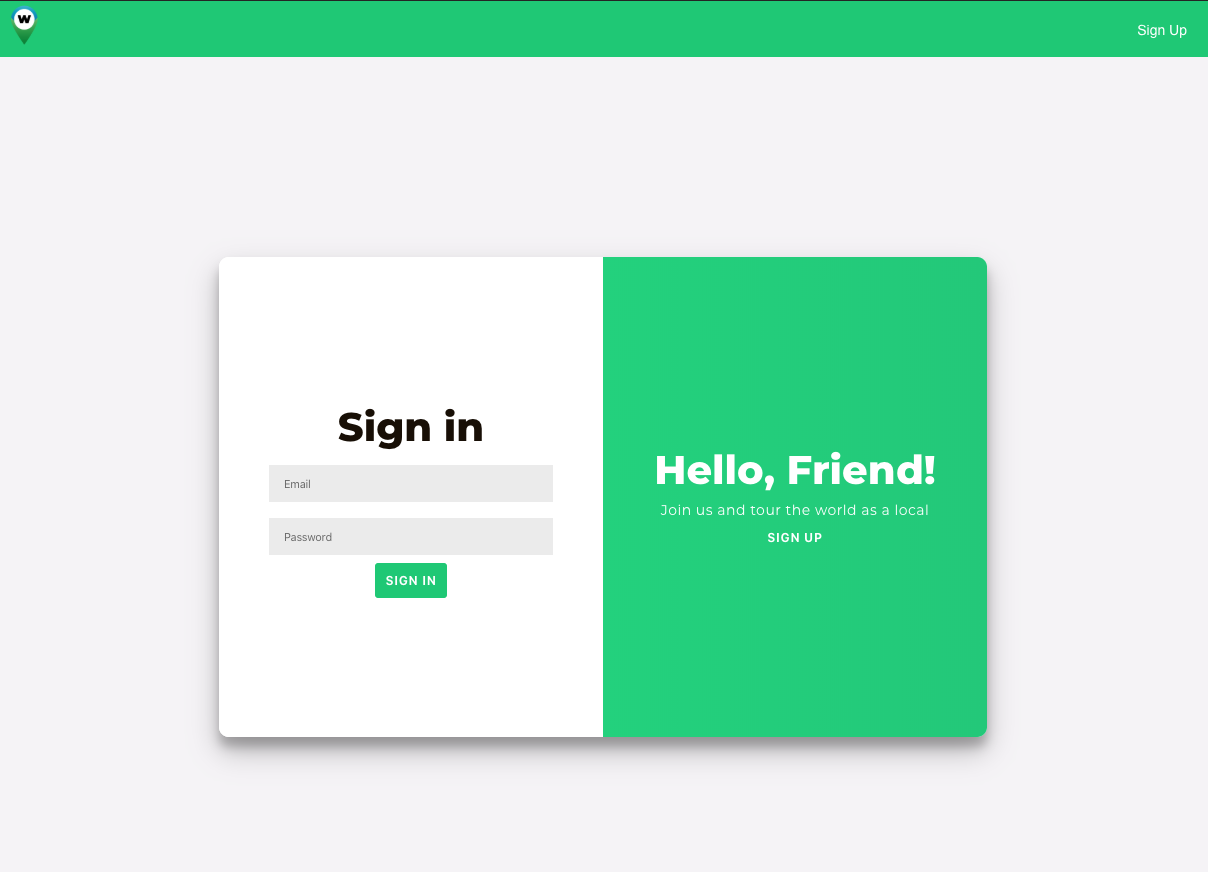 W
Sign Up
Sign in
Email
Password
SIGN IN
Hello, Friend!
Join us and tour the world as a local
SIGN UP